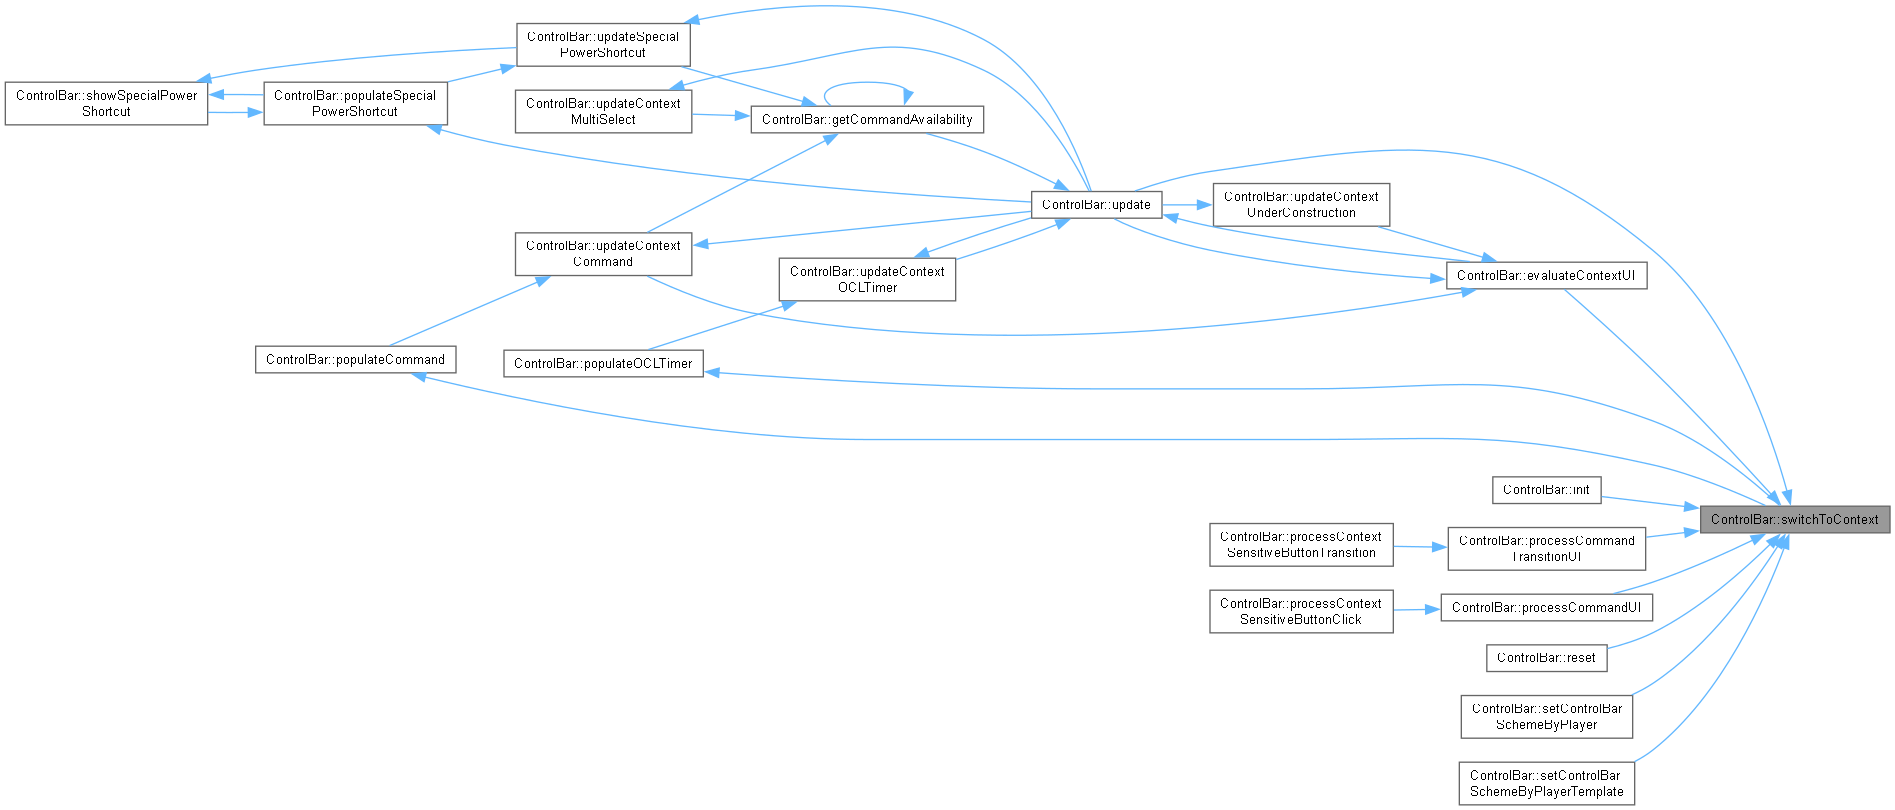 ControlBar::updateSpecial
PowerShortcut
ControlBar::showSpecialPower
Shortcut
ControlBar::populateSpecial
PowerShortcut
ControlBar::updateContext
MultiSelect
ControlBar::getCommandAvailability
ControlBar::update
ControlBar::updateContext
UnderConstruction
ControlBar::updateContext
Command
ControlBar::updateContext
OCLTimer
ControlBar::evaluateContextUI
ControlBar::populateCommand
ControlBar::populateOCLTimer
ControlBar::init
ControlBar::switchToContext
ControlBar::processContext
SensitiveButtonTransition
ControlBar::processCommand
TransitionUI
ControlBar::processContext
SensitiveButtonClick
ControlBar::processCommandUI
ControlBar::reset
ControlBar::setControlBar
SchemeByPlayer
ControlBar::setControlBar
SchemeByPlayerTemplate